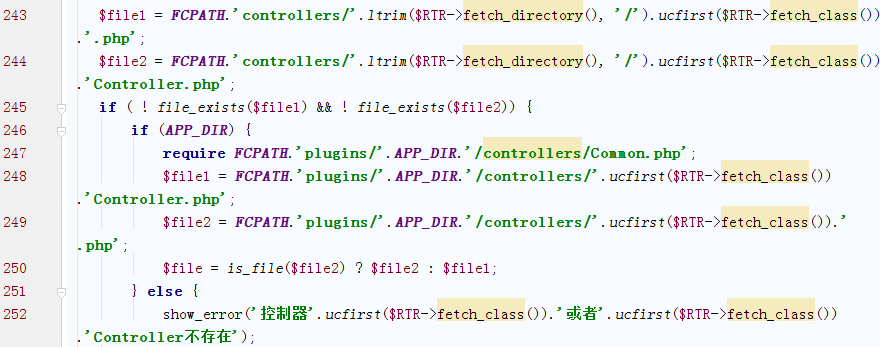 243 $file1 = FCPATH.'controllers/'.ltrim($RTR->fetch_directory(), '/').ucfirst($RTR->fetch_class())
.'.php';
244 $file2 = FCPATH.'controllers/'.ltrim($RTR->fetch_directory(), '/').ucfirst($RTR->fetch_class())
.'Controller.php';
245 if ( ! file_exists($file1) && ! file_exists($file2)) {
246 if (APP_DIR) {
247 require FCPATH.'plugins/'.APP_DIR.'/controllers/Common.php';
248 $file1 = FCPATH.'plugins/'.APP_DIR.'/controllers/'.ucfirst($RTR->fetch_class())
.'Controller.php';
249 $file2 = FCPATH.'plugins/'.APP_DIR.'/controllers/'.ucfirst($RTR->fetch_class()).'
.php';
250 $file = is_file($file2) ? $file2 : $file1;
251 } else {
252 show_error('控制器'.ucfirst($RTR->fetch_class()).'或者'.ucfirst($RTR->fetch_class())
.'Controller不存在');